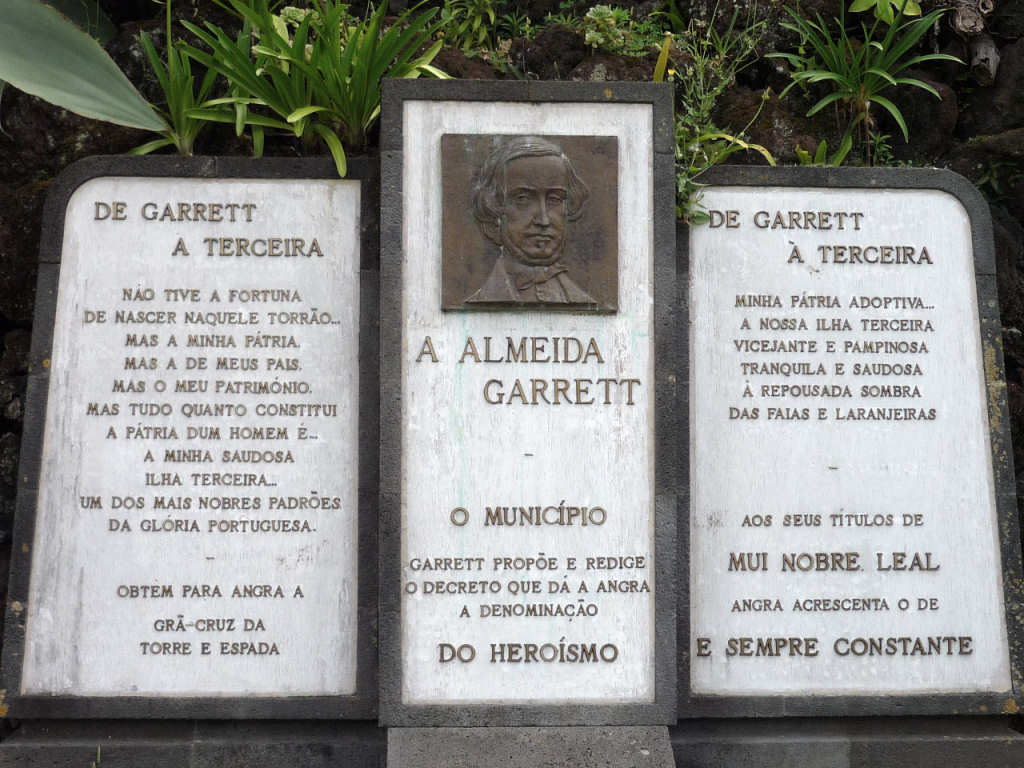 DE GARRETT
A TERCEIRA
NÃO TIVE A FORTUNA
DE NASCER NAQUELE TORRÃO...
MAS A MINHA PÁTRIA.
MAS A DE MEUS PAIS.
MAS O MEU PATRIMÓNIO.
MAS TUDO QUANTO CONSTITUI
A PÁTRIA DUM HOMEM É...
A MINHA SAUDOSA
ILHA TERCEIRA...
UM DOS MAIS NOBRES PADRÕES
DA GLÓRIA PORTUGUESA.
-
OBTEM PARA ANGRA A
GRÃ-CRUZ DA
TORRE E ESPADA
A ALMEIDA
GARRETT
-
O MUNICÍPIO
GARRETT PROPÕE E REDIGE
O DECRETO QUE DÁ A ANGRA
A DENOMINAÇÃO
DO HEROÍSMO
DE GARRETT
À TERCEIRA
MINHA PÁTRIA ADOPTIVA...
A NOSSA ILHA TERCEIRA
VICEJANTE E PAMPINOSA
TRANQUILA E SAUDOSA
À REPOUSADA SOMBRA
DAS FAIAS E LARANJEIRAS
-
AOS SEUS TÍTULOS DE
MUI NOBRE. LEAL
ANGRA ACRESCENTA O DE
E SEMPRE CONSTANTE